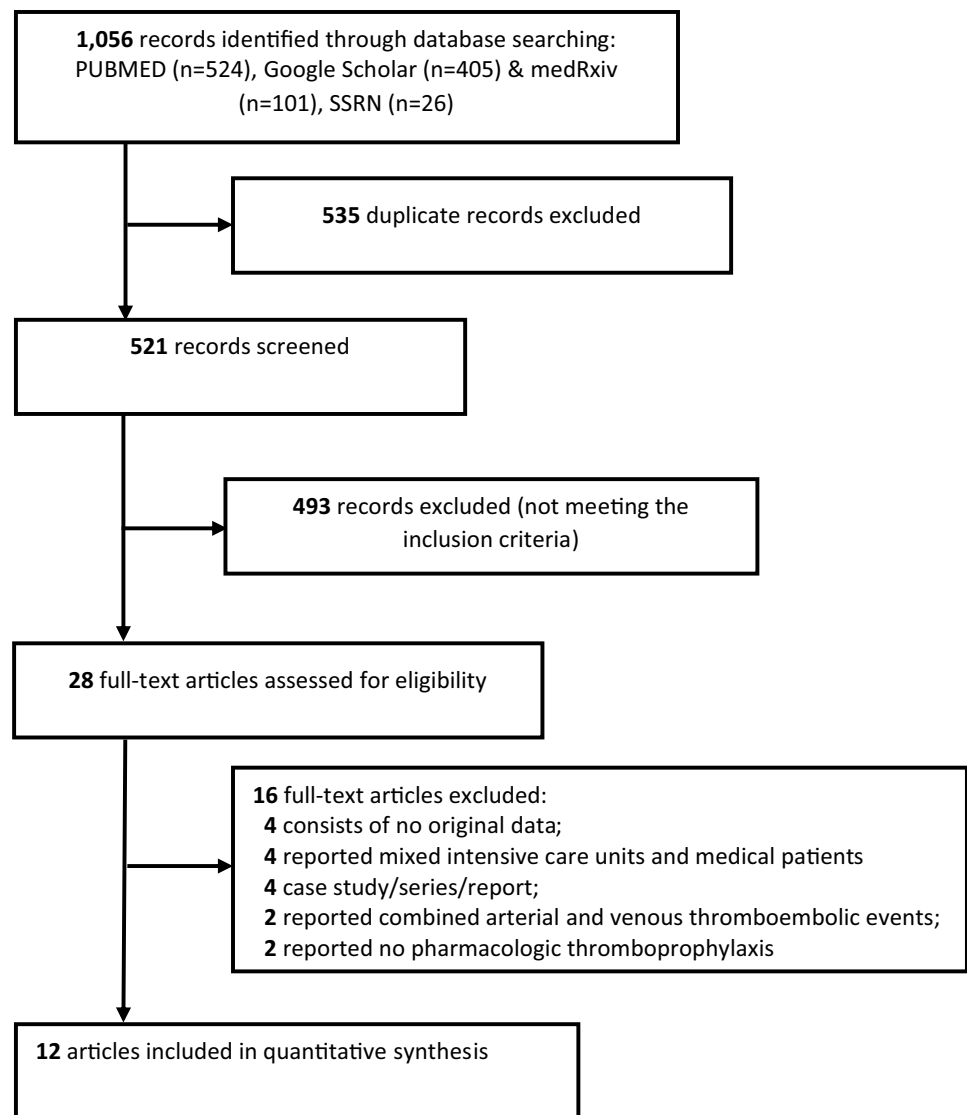 1,056 records identified through database searching:
PUBMED (n=524), Google Scholar (n=405) & medRxiv
(n=101), SSRN (n=26)
535 duplicate records excluded
521 records screened
493 records excluded (not meeting the
inclusion criteria)
28 full-text articles assessed for eligibility
16 full-text articles excluded:
4 consists of no original data;
4 reported mixed intensive care units and medical patients
4 case study/series/report;
2 reported combined arterial and venous thromboembolic events;
2 reported no pharmacologic thromboprophylaxis
12 articles included in quantitative synthesis